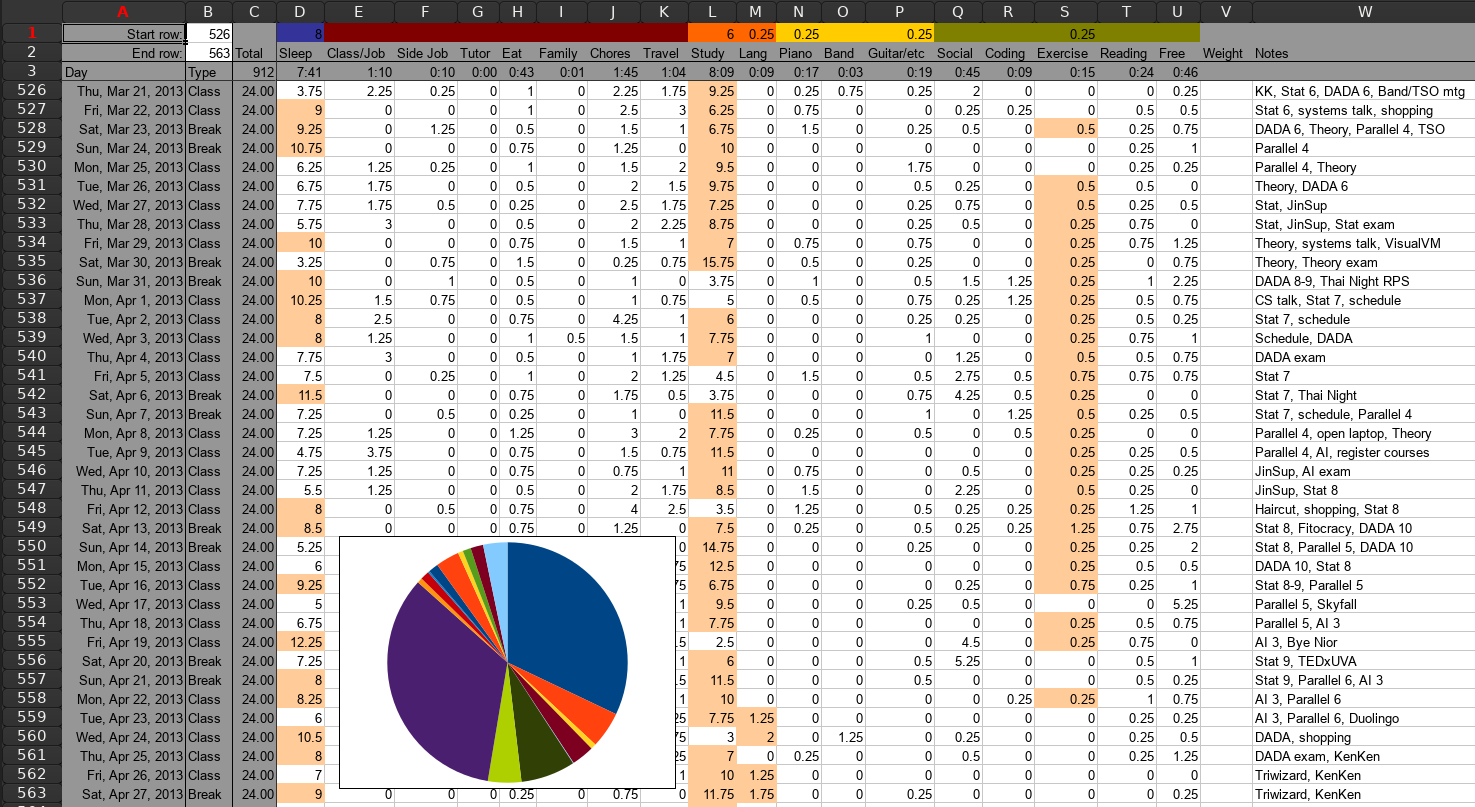 A B C D E F G H I J K L M N O P Q R S T U V W
1 Start row: 526 8 6 0.25 0.25 0.25 0.25
2 End row: 563 Total Sleep Class/Job Side Job Tutor Eat Family Chores Travel Study Lang Piano Band Guitar/etc Social Coding Exercise Reading Free Weight Notes
3 Day Type 912 7:41 1:10 0:10 0:00 0:43 0:01 1:45 1:04 8:09 0:09 0:17 0:03 0:19 0:45 0:09 0:15 0:24 0:46
526 Thu, Mar 21, 2013 Class 24.00 3.75 2.25 0.25 0 1 0 2.25 1.75 9.25 0 0.25 0.75 0.25 2 0 0 0 0.25 KK, Stat 6, DADA 6, Band/TSO mtg
527 Fri, Mar 22, 2013 Class 24.00 9 0 0 0 1 0 2.5 3 6.25 0 0.75 0 0 0.25 0.25 0 0.5 0.5 Stat 6, systems talk, shopping
528 Sat, Mar 23, 2013 Break 24.00 9.25 0 1.25 0 0.5 0 1.5 1 6.75 0 1.5 0 0.25 0.5 0 0.5 0.25 0.75 DADA 6, Theory, Parallel 4, TSO
529 Sun, Mar 24, 2013 Break 24.00 10.75 0 0 0 0.75 0 1.25 0 10 0 0 0 0 0 0 0 0.25 1 Parallel 4
530 Mon, Mar 25, 2013 Class 24.00 6.25 1.25 0.25 0 1 0 1.5 2 9.5 0 0 0 1.75 0 0 0 0.25 0.25 Parallel 4, Theory
531 Tue, Mar 26, 2013 Class 24.00 6.75 1.75 0 0 0.5 0 2 1.5 9.75 0 0 0 0.5 0.25 0 0.5 0.5 0 Theory, DADA 6
532 Wed, Mar 27, 2013 Class 24.00 7.75 1.75 0.5 0 0.25 0 2.5 1.75 7.25 0 0 0 0.25 0.75 0 0.5 0.25 0.5 Stat, JinSup
533 Thu, Mar 28, 2013 Class 24.00 5.75 3 0 0 0.5 0 2 2.25 8.75 0 0 0 0.5 0 0 0.25 0.75 0 Stat, JinSup, Stat exam
534 Fri, Mar 29, 2013 Class 24.00 10 0 0 0 0.75 0 1.5 1 7 0 0.75 0 0.75 0 0 0.25 0.75 1.25 Theory, systems talk, VisualVM
535 Sat, Mar 30, 2013 Break 24.00 3.25 0 0.75 0 1.5 0 0.25 0.75 15.75 0 0.5 0 0.25 0 0 0.25 0 0.75 Theory, Theory exam
536 Sun, Mar 31, 2013 Break 24.00 10 0 1 0 0.5 0 1 0 3.75 0 1 0 0.5 1.5 1.25 0.25 1 2.25 DADA 8-9, Thai Night RPS
537 Mon, Apr 1, 2013 Class 24.00 10.25 1.5 0.75 0 0.5 0 1 0.75 5 0 0.5 0 0.75 0.25 1.25 0.25 0.5 0.75 CS talk, Stat 7, schedule
538 Tue, Apr 2, 2013 Class 24.00 8 2.5 0 0 0.75 0 4.25 1 6 0 0 0 0.25 0.25 0 0.25 0.5 0.25 Stat 7, schedule
539 Wed, Apr 3, 2013 Class 24.00 8 1.25 0 0 1 0.5 1.5 1 7.75 0 0 0 1 0 0 0.25 0.75 1 Schedule, DADA
540 Thu, Apr 4, 2013 Class 24.00 7.75 3 0 0 0.5 0 1 1.75 7 0 0 0 0 1.25 0 0.5 0.5 0.75 DADA exam
541 Fri, Apr 5, 2013 Class 24.00 7.5 0 0.25 0 1 0 2 1.25 4.5 0 1.5 0 0.5 2.75 0.5 0.75 0.75 0.75 Stat 7
542 Sat, Apr 6, 2013 Break 24.00 11.5 0 0 0 0.75 0 1.75 0.5 3.75 0 0 0 0.75 4.25 0.5 0.25 0 0 Stat 7, Thai Night
543 Sun, Apr 7, 2013 Break 24.00 7.25 0 0.5 0 0.25 0 1 0 11.5 0 0 0 1 0 1.25 0.5 0.25 0.5 Stat 7, schedule, Parallel 4
544 Mon, Apr 8, 2013 Class 24.00 7.25 1.25 0 0 1.25 0 3 2 7.75 0 0.25 0 0.5 0 0.5 0.25 0 0 Parallel 4, open laptop, Theory
545 Tue, Apr 9, 2013 Class 24.00 4.75 3.75 0 0 0.75 0 1.5 0.75 11.5 0 0 0 0 0 0 0.25 0.25 0.5 Parallel 4, AI, register courses
546 Wed, Apr 10, 2013 Class 24.00 7.25 1.25 0 0 0.75 0 0.75 1 11 0 0.75 0 0 0.5 0 0.25 0.25 0.25 JinSup, AI exam
547 Thu, Apr 11, 2013 Class 24.00 5.5 1.25 0 0 0.5 0 2 1.75 8.5 0 1.5 0 0 2.25 0 0.5 0.25 0 JinSup, Stat 8
548 Fri, Apr 12, 2013 Class 24.00 8 0 0.5 0 0.75 0 4 2.5 3.5 0 1.25 0 0.5 0.25 0.25 0.25 1.25 1 Haircut, shopping, Stat 8
549 Sat, Apr 13, 2013 Break 24.00 8.5 0 0 0 0.75 0 1.25 0 7.5 0 0.25 0 0.5 0.25 0.25 1.25 0.75 2.75 Stat 8, Fitocracy, DADA 10
550 Sun, Apr 14, 2013 Break 24.00 5.25 0 14.75 0 0 0 0.25 0 0 0.25 0.25 2 Stat 8, Parallel 5, DADA 10
551 Mon, Apr 15, 2013 Class 24.00 6 12.5 0 0 0 0 0 0 0.25 0.5 0.5 DADA 10, Stat 8
552 Tue, Apr 16, 2013 Class 24.00 9.25 6.75 0 0 0 0 0.25 0 0.75 0.25 1 Stat 8-9, Parallel 5
553 Wed, Apr 17, 2013 Class 24.00 5 1 9.5 0 0 0 0.25 0.5 0 0 0 5.25 Parallel 5, Skyfall
554 Thu, Apr 18, 2013 Class 24.00 6.75 1 7.75 0 0 0 0 0 0 0.25 0.5 0.75 Parallel 5, AI 3
555 Fri, Apr 19, 2013 Class 24.00 12.25 2.5 0 0 0 0 4.5 0 0.25 0.75 0 AI 3, Bye Nior
556 Sat, Apr 20, 2013 Break 24.00 7.25 1 6 0 0 0 0.5 5.25 0 0 0.5 1 Stat 9, TEDxUVA
557 Sun, Apr 21, 2013 Break 24.00 8 11.5 0 0 0 0.5 0 0 0 0.5 0.25 Stat 9, Parallel 6, AI 3
558 Mon, Apr 22, 2013 Class 24.00 8.25 1 10 0 0 0 0 0 0.25 0.25 1 0.75 AI 3, Parallel 6
559 Tue, Apr 23, 2013 Class 24.00 6 7.75 1.25 0 0 0 0 0 0 0.25 0.25 AI 3, Parallel 6, Duolingo
560 Wed, Apr 24, 2013 Class 24.00 10.5 3 2 0 1.25 0 0.25 0 0 0.25 0.5 DADA, shopping
561 Thu, Apr 25, 2013 Class 24.00 8 7 0 0.25 0 0 0.5 0 0 0.25 1.25 DADA exam, KenKen
562 Fri, Apr 26, 2013 Class 24.00 7 1 10 1.25 0 0 0 0 0 0 0.25 0 Triwizard, KenKen
563 Sat, Apr 27, 2013 Break 24.00 9 0 0 0 0.25 0 0.75 0 11.75 1.75 0 0 0.25 0 0 0 0.25 0 Triwizard, KenKen